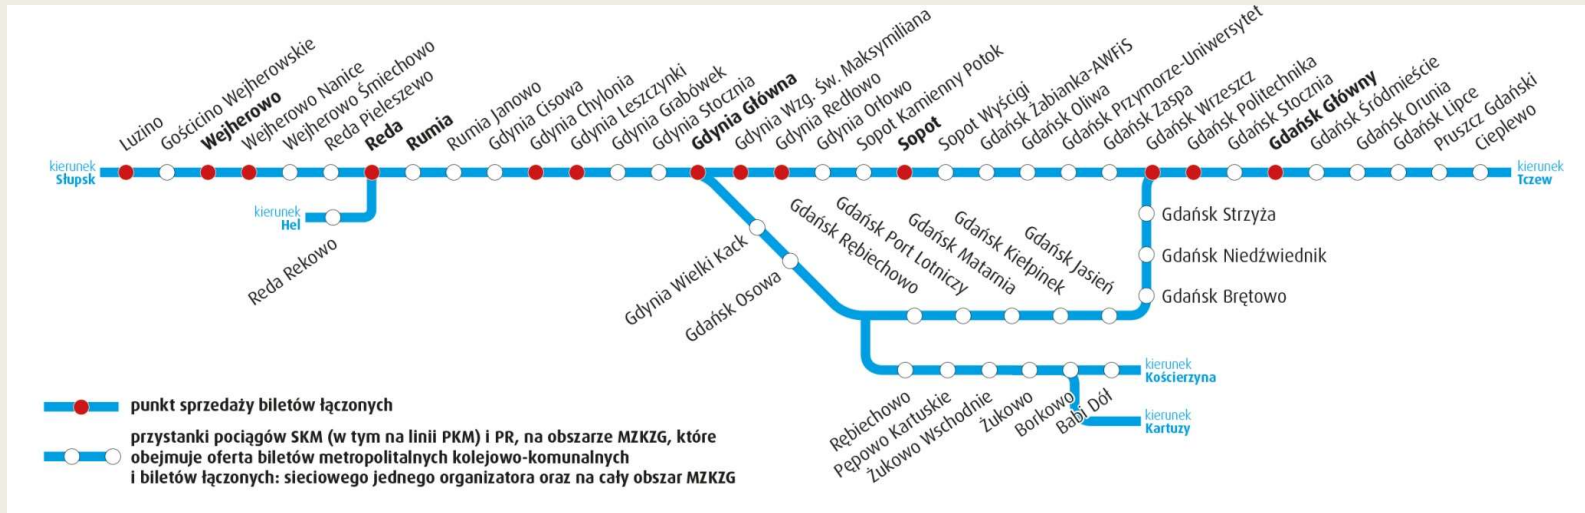 Luzino
Gościcino Wejherowskie
Wejherowo
Wejherowo Nanice
Wejherowo Śmiechowo
Reda Pieleszewo
Reda
Rumia
Rumia Janowo
Gdynia Cisowa
Gdynia Chylonia
Gdynia Leszczynki
Gdynia Grabówek
Gdynia Stocznia
Gdynia Główna
Gdynia Wzg. Św. Maksymiliana
Gdynia Redłowo
Gdynia Orłowo
Sopot Kamienny Potok
Sopot
Sopot Wyścigi
Gdańsk Żabianka-AWFiS
Gdańsk Oliwa
Gdańsk Przymorze-Uniwersytet
Gdańsk Zaspa
Gdańsk Wrzeszcz
Gdańsk Politechnika
Gdańsk Stocznia
Gdańsk Główny
Gdańsk Śródmieście
Gdańsk Orunia
Gdańsk Lipce
Pruszcz Gdański
Cieplewo
kierunek
Słupsk
kierunek
Tczew
kierunek
Hel
Reda Rekowo
Gdynia Wielki Kack
Gdańsk Osowa
Gdańsk Rębiechowo
Gdańsk Port Lotniczy
Gdańsk Matarnia
Gdańsk Kiełpinek
Gdańsk Jasień
Gdańsk Strzyża
Gdańsk Niedźwiednik
Gdańsk Brętowo
kierunek
Kościerzyna
Rębiechowo
Pępowo Kartuskie
Żukowo Wschodnie
Żukowo
Borkowo
Babi Dół
kierunek
Kartuzy
punkt sprzedaży biletów łączonych
przystanki pociągów SKM (w tym na linii PKM) i PR, na obszarze MZKZG, które
obejmuje oferta biletów metropolitalnych kolejowo-komunalnych
i biletów łączonych: sieciowego jednego organizatora oraz na cały obszar MZKZG